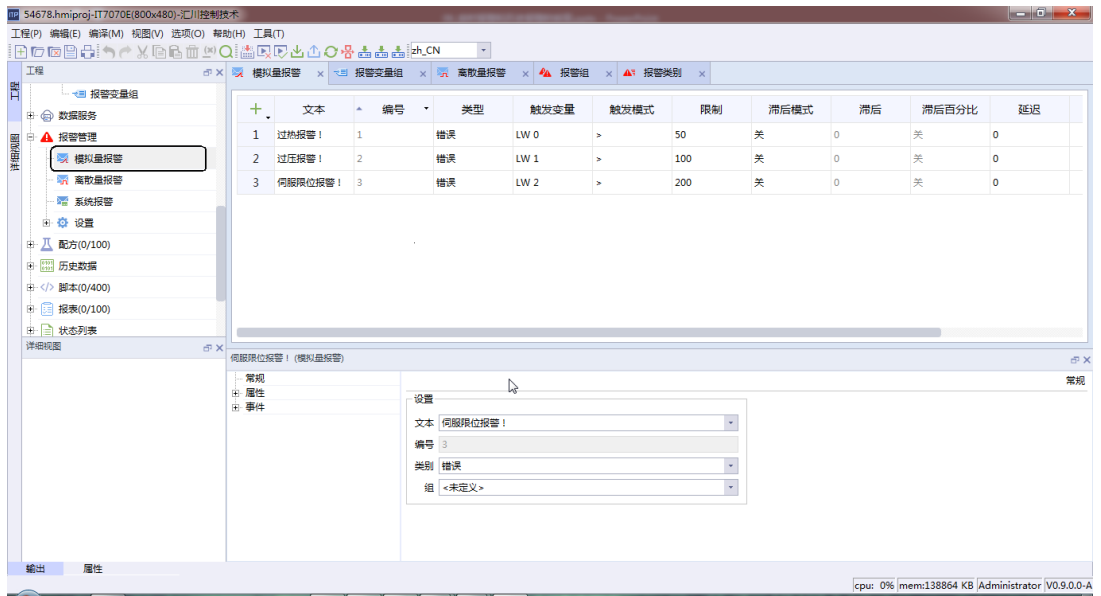 54678.hmiproj-IT7070E(800x480)-汇川控制技术
工程(P) 编辑(E) 编译(M) 视图(V) 选项(O) 帮助(H) 工具(T)
zh_CN
工程
详细视图
工程
报警变量组
数据服务
报警管理
模拟量报警
离散量报警
系统报警
设置
配方(0/100)
历史数据
脚本(0/400)
报表(0/100)
状态列表
详细视图
模拟量报警 报警变量组 离散量报警 报警组 报警类别
文本 编号 类型 触发变量 触发模式 限制 滞后模式 滞后 滞后百分比 延迟
1 过热报警！ 1 错误 LW 0 > 50 关 0 关 0
2 过压报警！ 2 错误 LW 1 > 100 关 0 关 0
3 伺服限位报警！ 3 错误 LW 2 > 200 关 0 关 0
伺服限位报警！(模拟量报警)
常规
属性
事件
常规
设置
文本 伺服限位报警！
编号 3
类别 错误
组 <未定义>
输出 属性
cpu: 0% mem:138864 KB Administrator V0.9.0.0-A